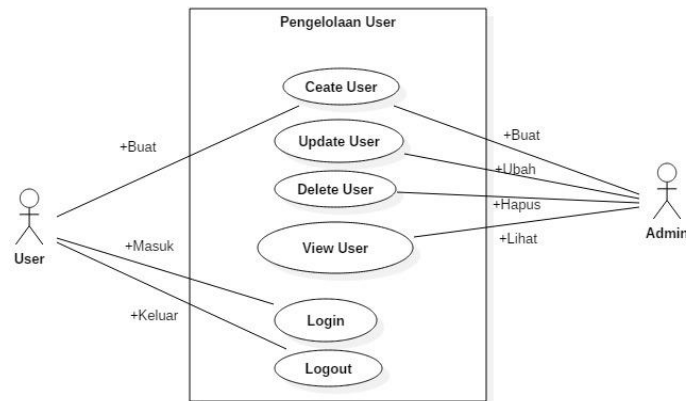 Pengelolaan User
Ceate User
+Buat
+Buat
Update User
+Ubah
Delete User
+Hapus
User
Admin
+Masuk
View User
+Lihat
+Keluar
Login
Logout